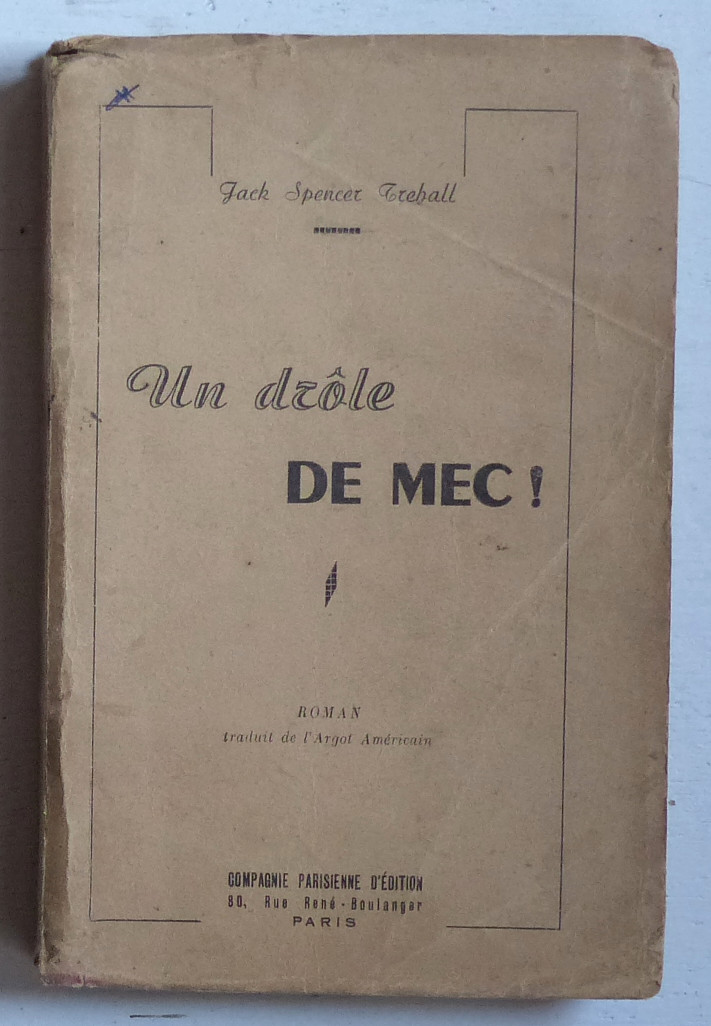 Jack Spencer Trehall
Un drôle
DE MEC !
ROMAN
traduit de l'Argot Américain
COMPAGNIE PARISIENNE D'ÉDITION
80, Rue René-Boulanger
PARIS